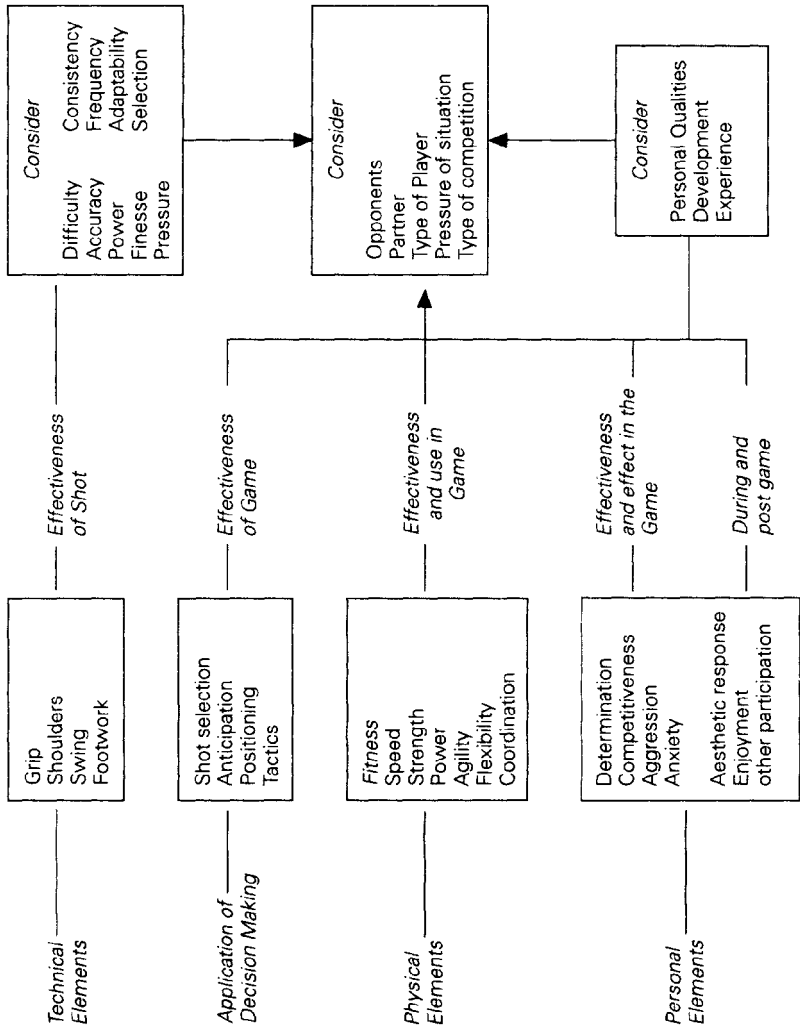 Technical
Elements
Grip
Shoulders
Swing
Footwork
Effectiveness
of Shot
Consider
Difficulty
Accuracy
Power
Finesse
Pressure
Consistency
Frequency
Adaptability
Selection
Application of
Decision Making
Shot selection
Anticipation
Positioning
Tactics
Effectiveness
of Game
Physical
Elements
Fitness
Speed
Strength
Power
Agility
Flexibility
Coordination
Effectiveness
and use in
Game
Consider
Opponents
Partner
Type of Player
Pressure of situation
Type of competition
Personal
Elements
Determination
Competitiveness
Aggression
Anxiety
Aesthetic response
Enjoyment
other participation
Effectiveness
and effect in the
Game
During and
post game
Consider
Personal Qualities
Development
Experience